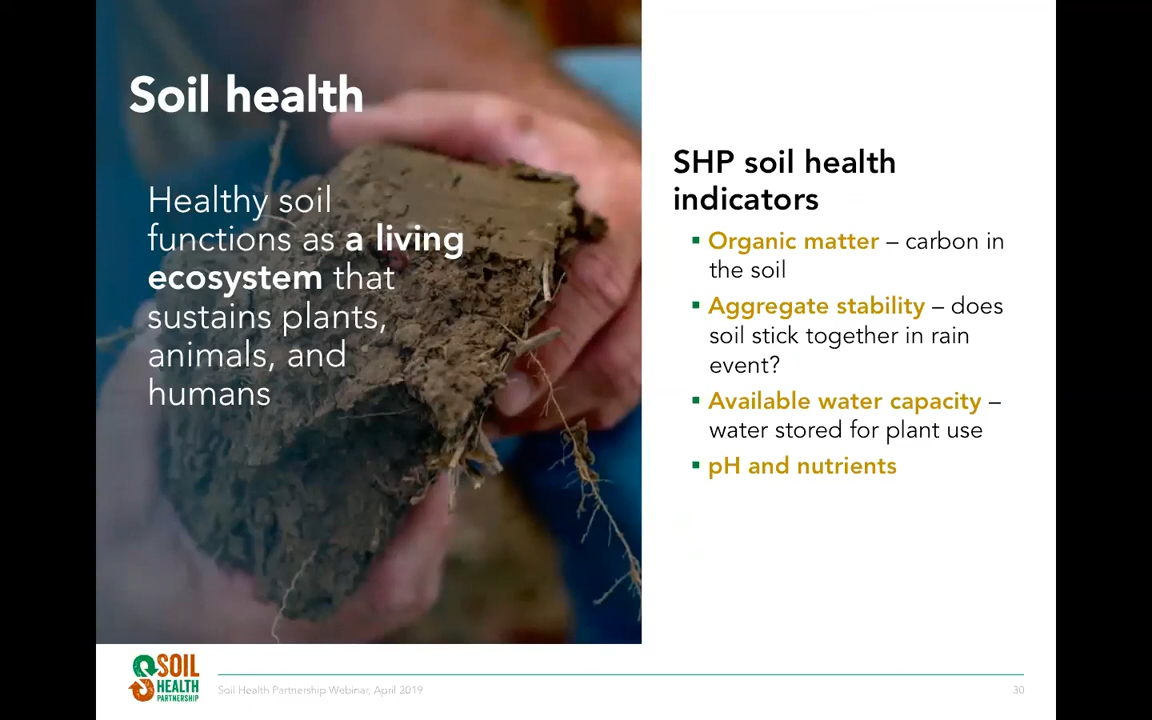 Soil health
Healthy soil
functions as a living
ecosystem that
sustains plants,
animals, and
humans
SHP soil health
indicators
▪ Organic matter – carbon in
the soil
▪ Aggregate stability – does
soil stick together in rain
event?
▪ Available water capacity –
water stored for plant use
▪ pH and nutrients
SOIL
HEALTH
PARTNERSHIP
Soil Health Partnership Webinar, April 2019
30